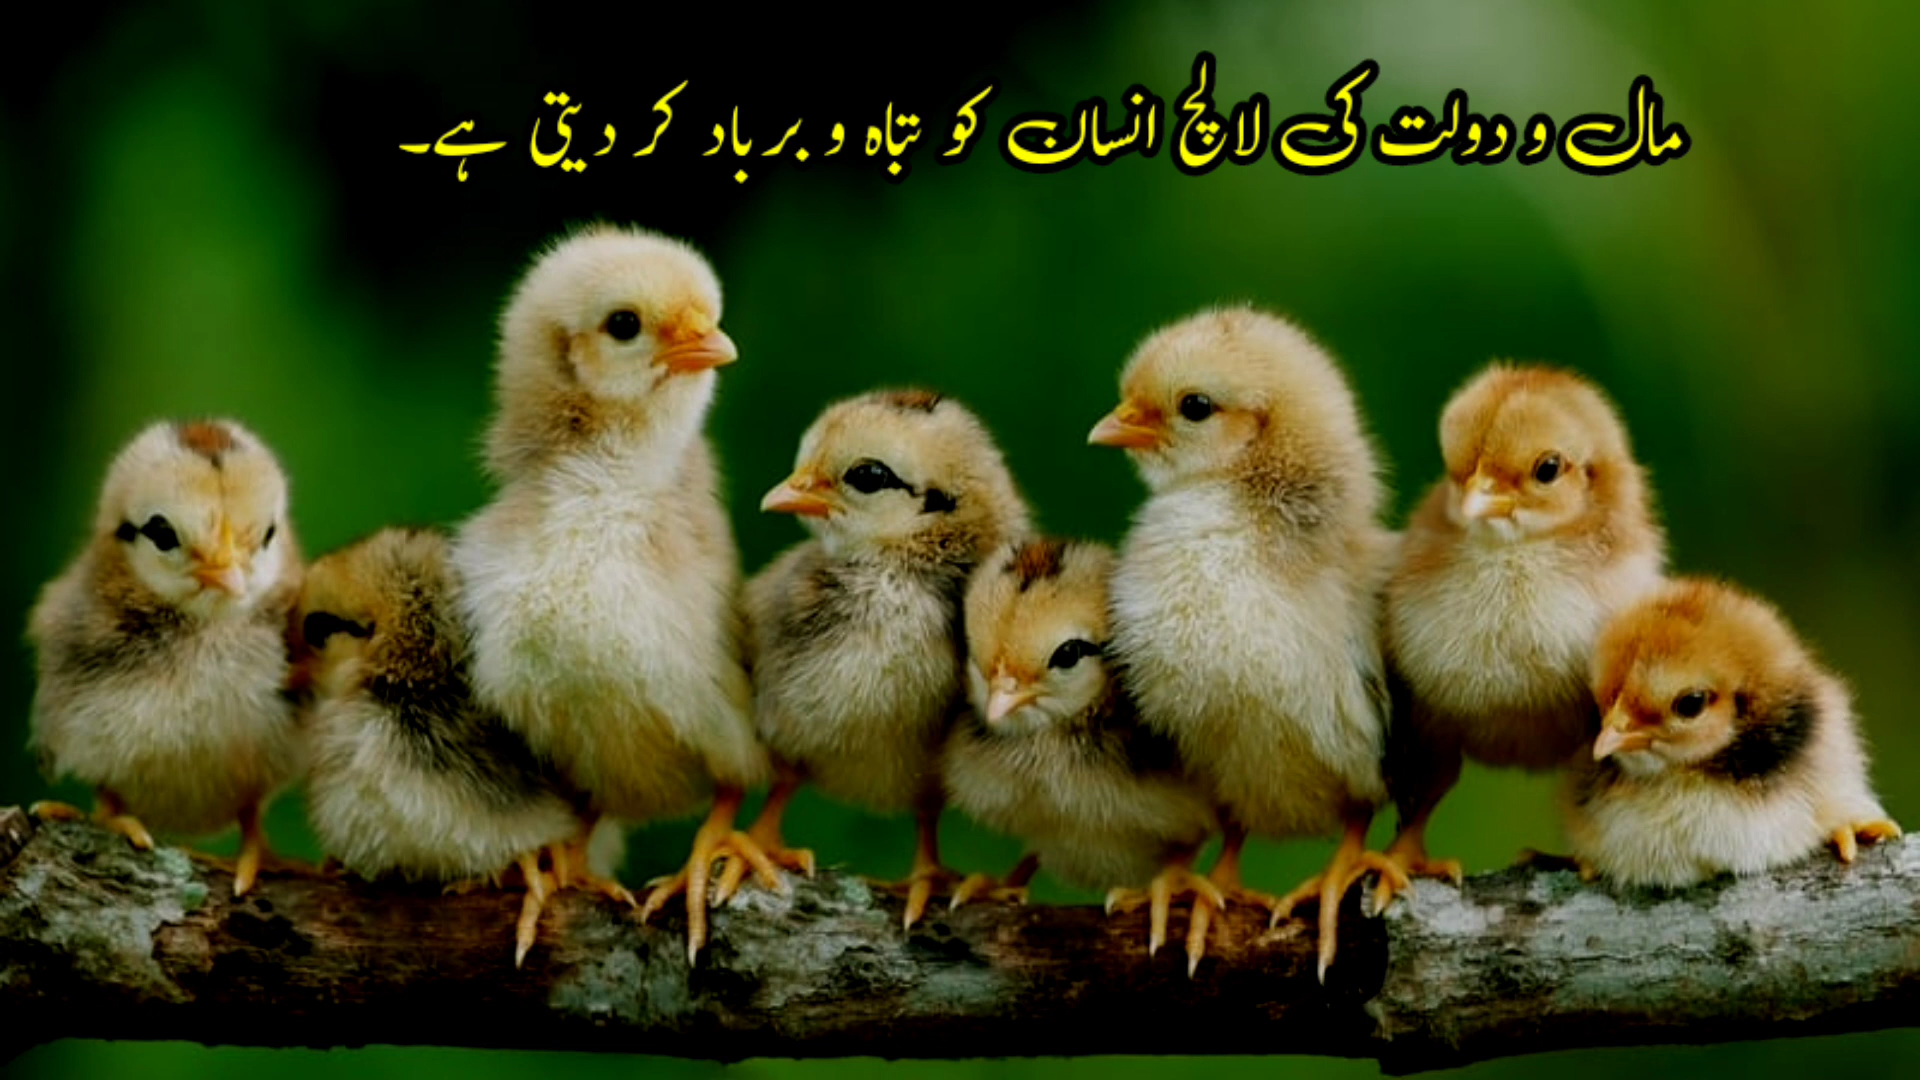 مال و دولت کی لالچ انسان کو تباہ و برباد کر دیتی ہے۔